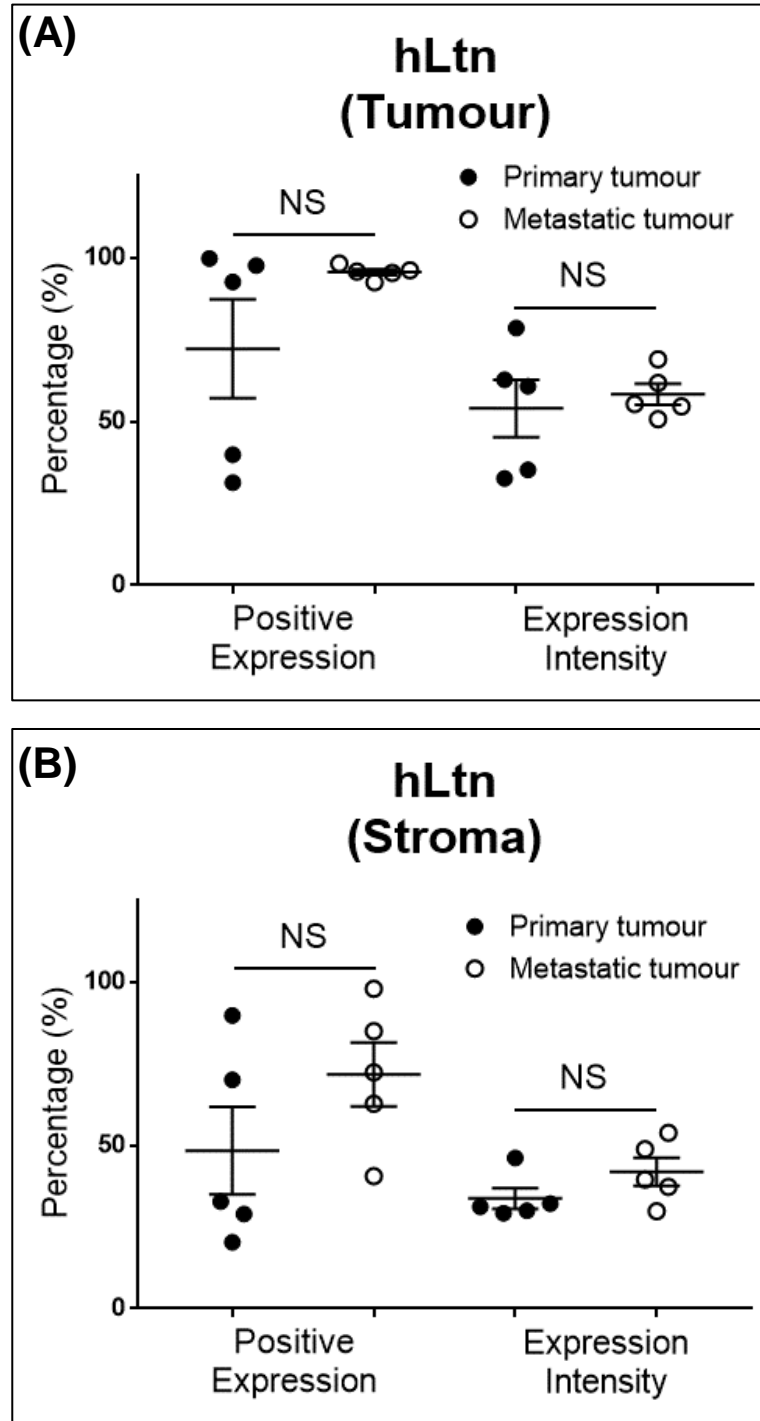 (A)
hLtn
(Tumour)
Primary tumour
Metastatic tumour
NS
NS
Percentage (%)
100
50
0
Positive
Expression
Expression
Intensity
(B)
hLtn
(Stroma)
Primary tumour
Metastatic tumour
NS
NS
Percentage (%)
100
50
0
Positive
Expression
Expression
Intensity